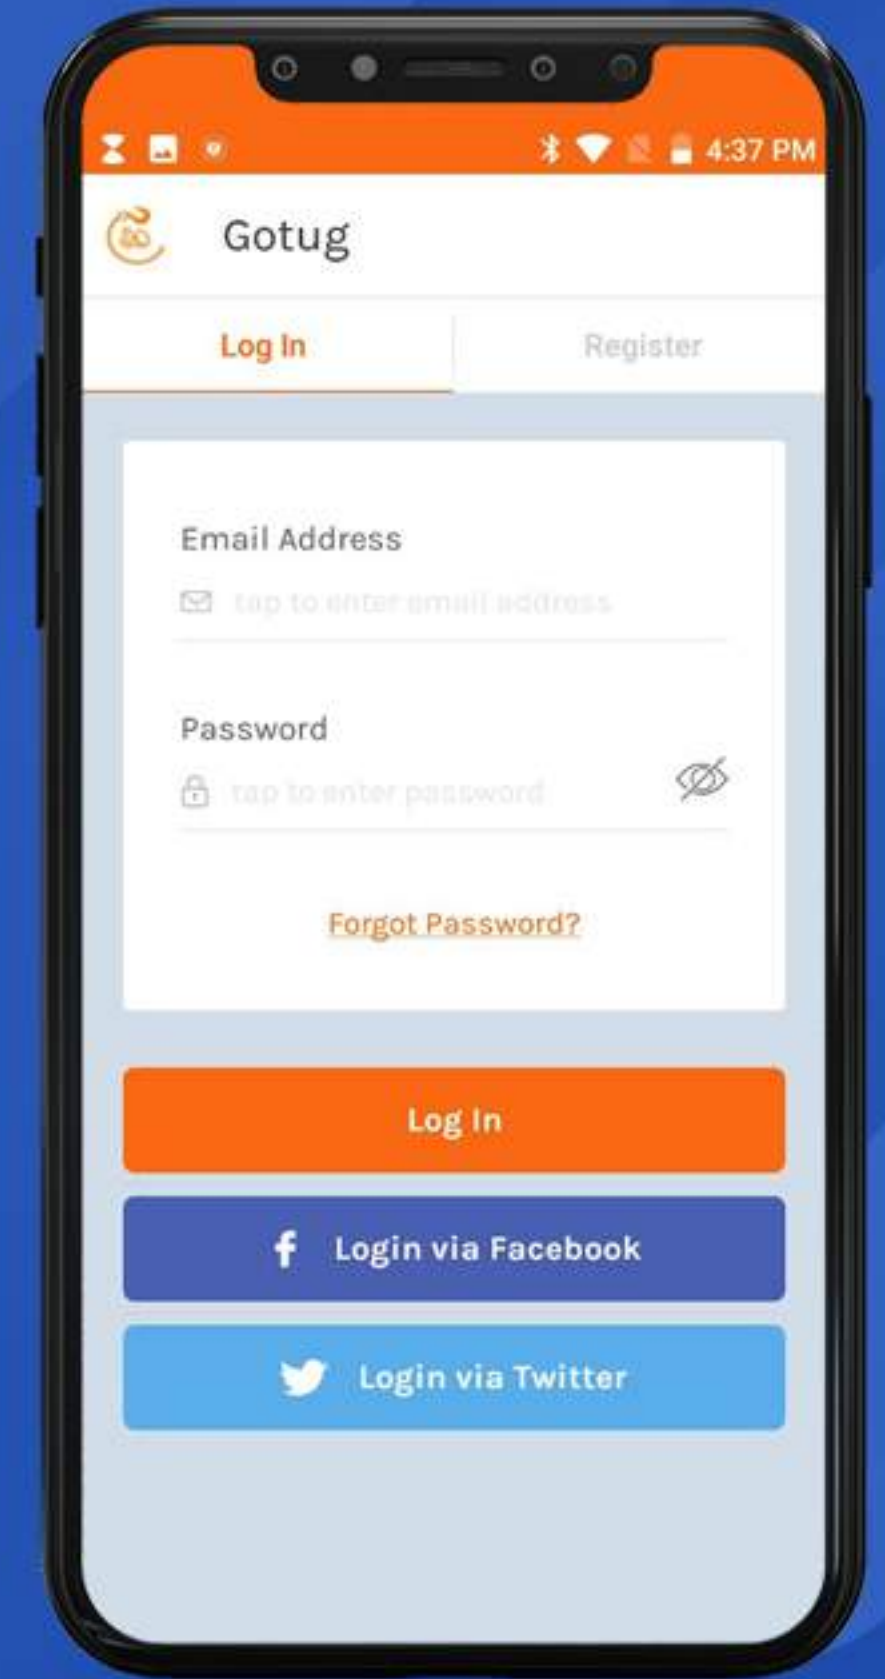 4:37 PM
Gotug
Log In
Register
Email Address
tap to enter email address
Password
tap to enter password
Forgot Password?
Log In
f Login via Facebook
Login via Twitter